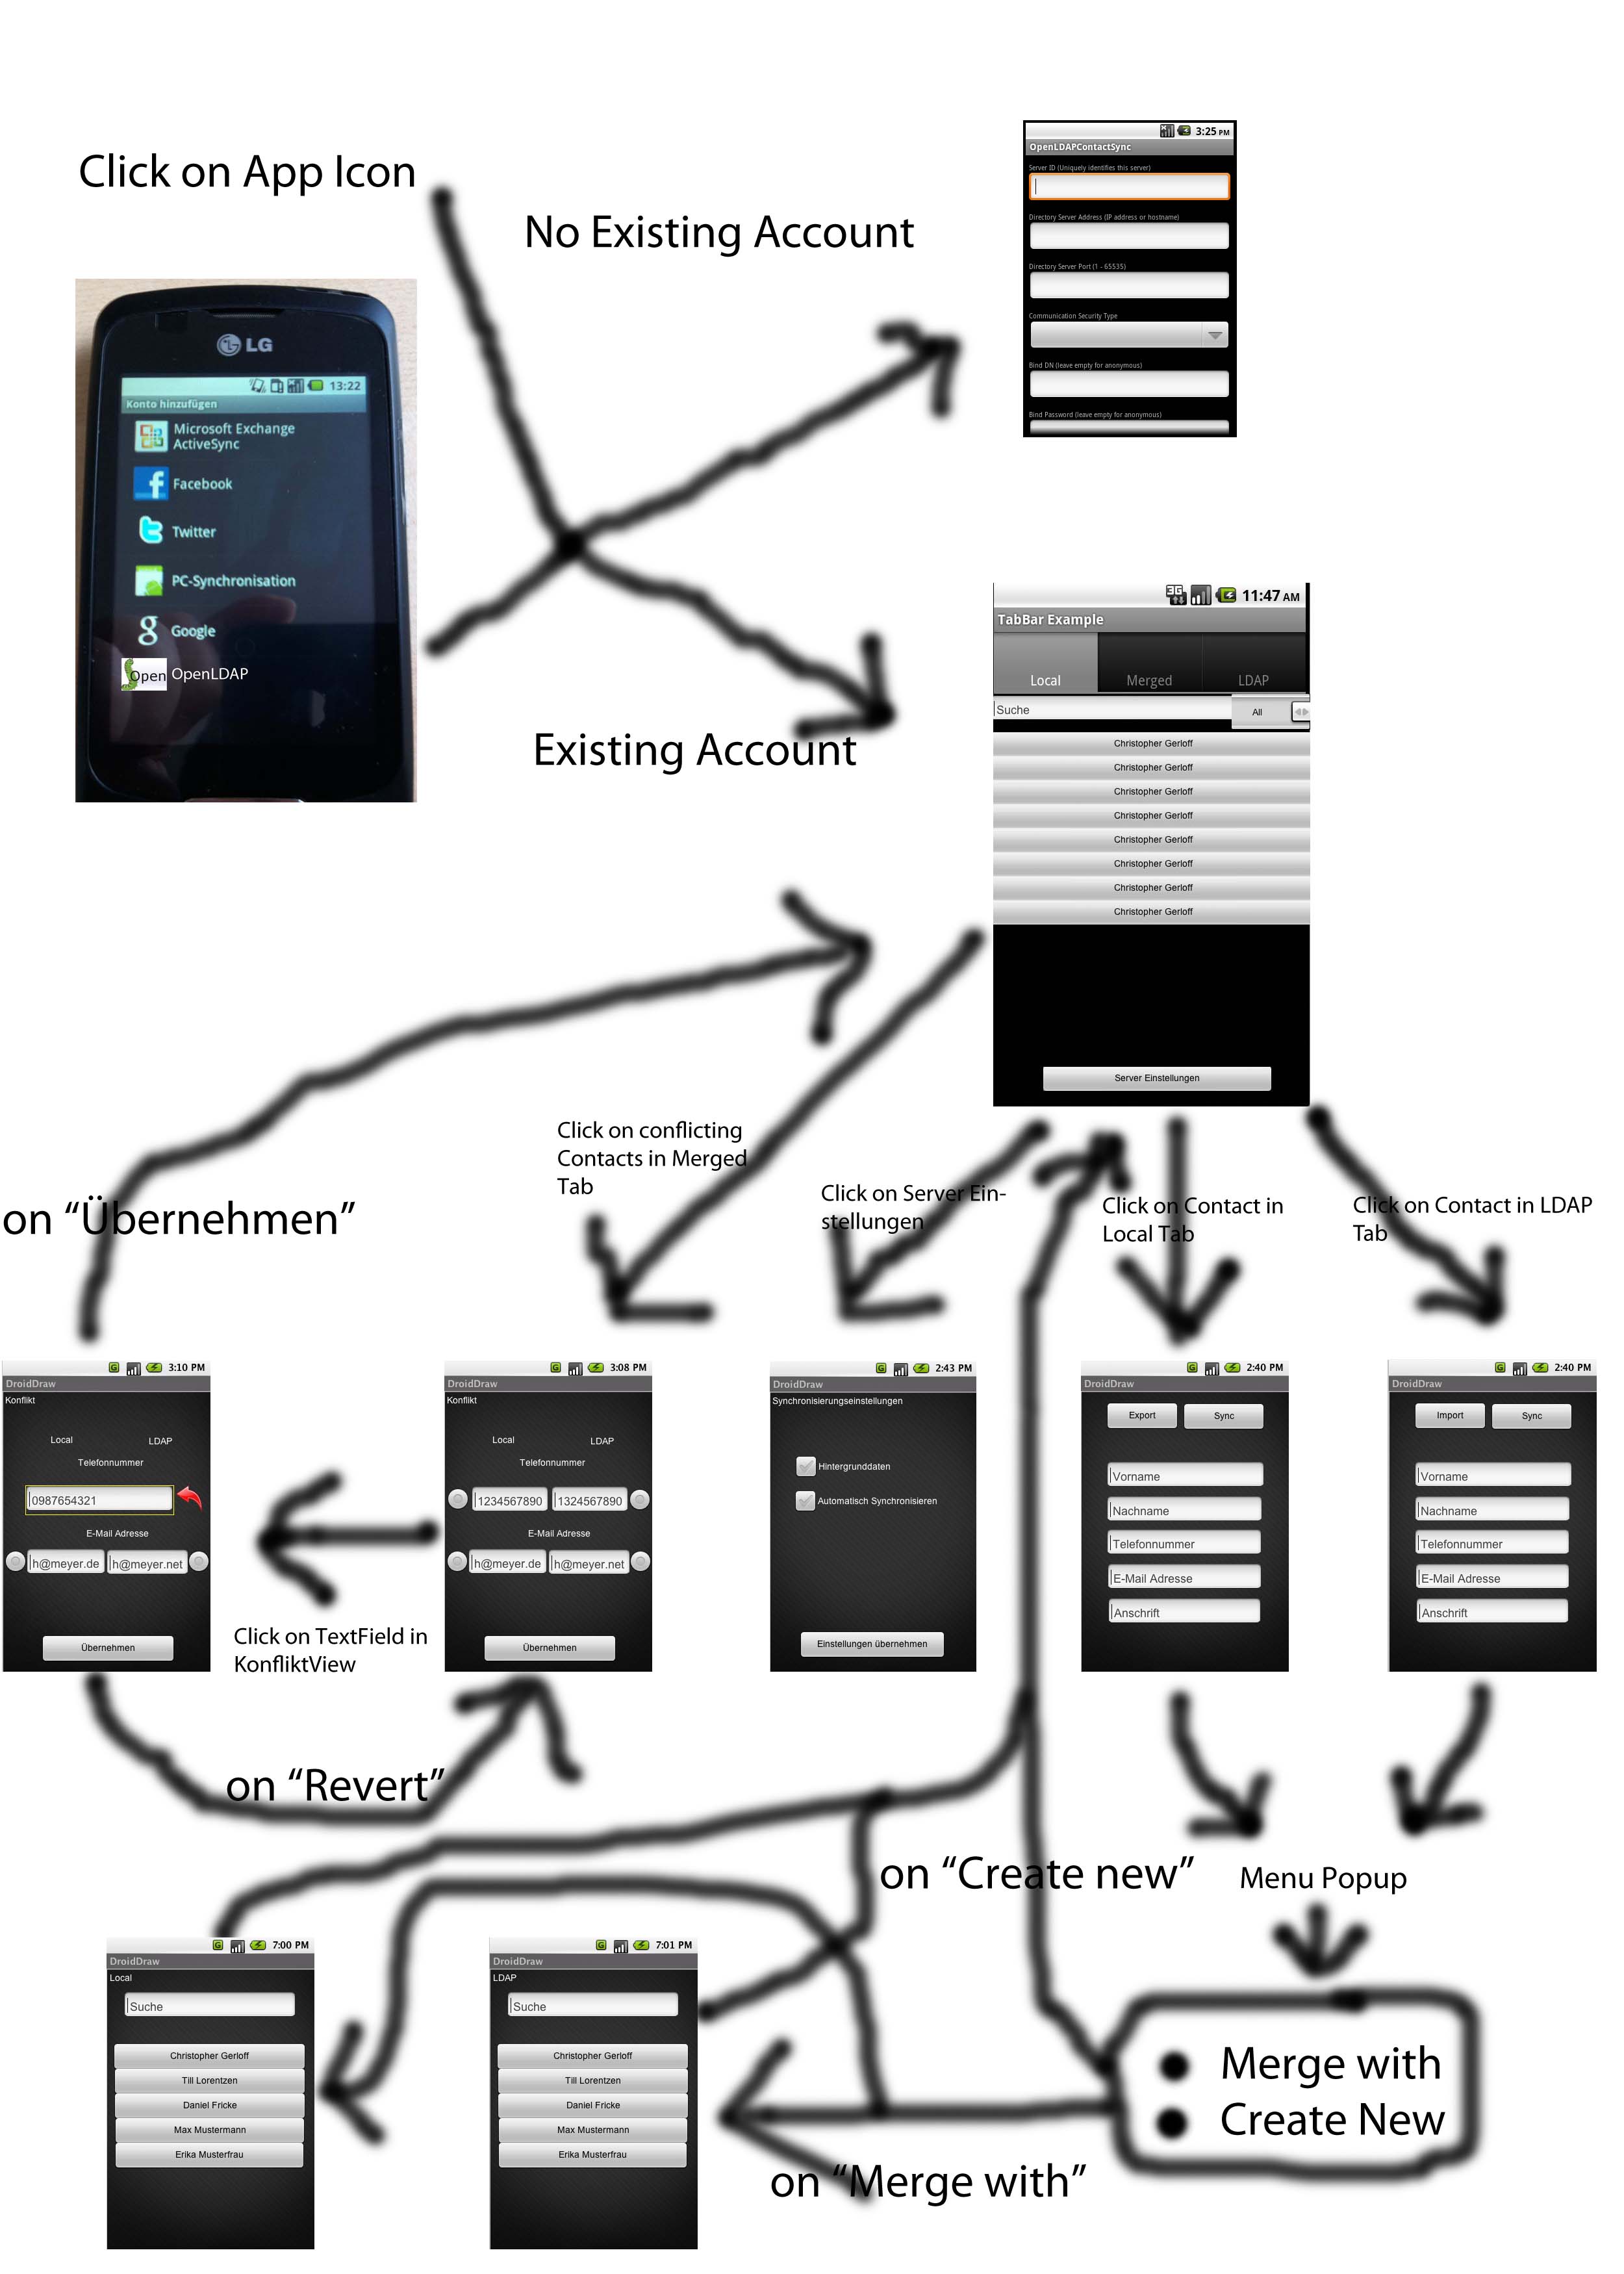 Click on App Icon
No Existing Account
3:25 PM
OpenLDAPContactSync
Server ID (Uniquely identifies this server)
Directory Server Address (IP address or hostname)
Directory Server Port (1 - 65535)
Communication Security Type
Bind DN (leave empty for anonymous)
Bind Password (leave empty for anonymous)
LG
13:22
Konto hinzufügen
Microsoft Exchange
ActiveSync
Facebook
Twitter
PC-Synchronisation
Google
Open OpenLDAP
Existing Account
3G 11:47 AM
TabBar Example
Local Merged LDAP
Suche All
Christopher Gerloff
Christopher Gerloff
Christopher Gerloff
Christopher Gerloff
Christopher Gerloff
Christopher Gerloff
Christopher Gerloff
Christopher Gerloff
Server Einstellungen
Click on conflicting
Contacts in Merged
Tab
on “Übernehmen”
Click on Server Ein-
stellungen
Click on Contact in
Local Tab
Click on Contact in LDAP
Tab
G 3:10 PM
DroidDraw
Konflikt
Local LDAP
Telefonnummer
0987654321
E-Mail Adresse
h@meyer.de h@meyer.net
Übernehmen
Click on TextField in
KonfliktView
G 3:08 PM
DroidDraw
Konflikt
Local LDAP
Telefonnummer
1234567890 1324567890
E-Mail Adresse
h@meyer.de h@meyer.net
Übernehmen
G 2:43 PM
DroidDraw
Synchronisierungseinstellungen
Hintergrunddaten
Automatisch Synchronisieren
Einstellungen übernehmen
G 2:40 PM
DroidDraw
Export Sync
Vorname
Nachname
Telefonnummer
E-Mail Adresse
Anschrift
G 2:40 PM
DroidDraw
Import Sync
Vorname
Nachname
Telefonnummer
E-Mail Adresse
Anschrift
on “Revert”
on “Create new”
Menu Popup
G 7:00 PM
DroidDraw
Local
Suche
Christopher Gerloff
Till Lorentzen
Daniel Fricke
Max Mustermann
Erika Musterfrau
G 7:01 PM
DroidDraw
LDAP
Suche
Christopher Gerloff
Till Lorentzen
Daniel Fricke
Max Mustermann
Erika Musterfrau
• Merge with
• Create New
on “Merge with”